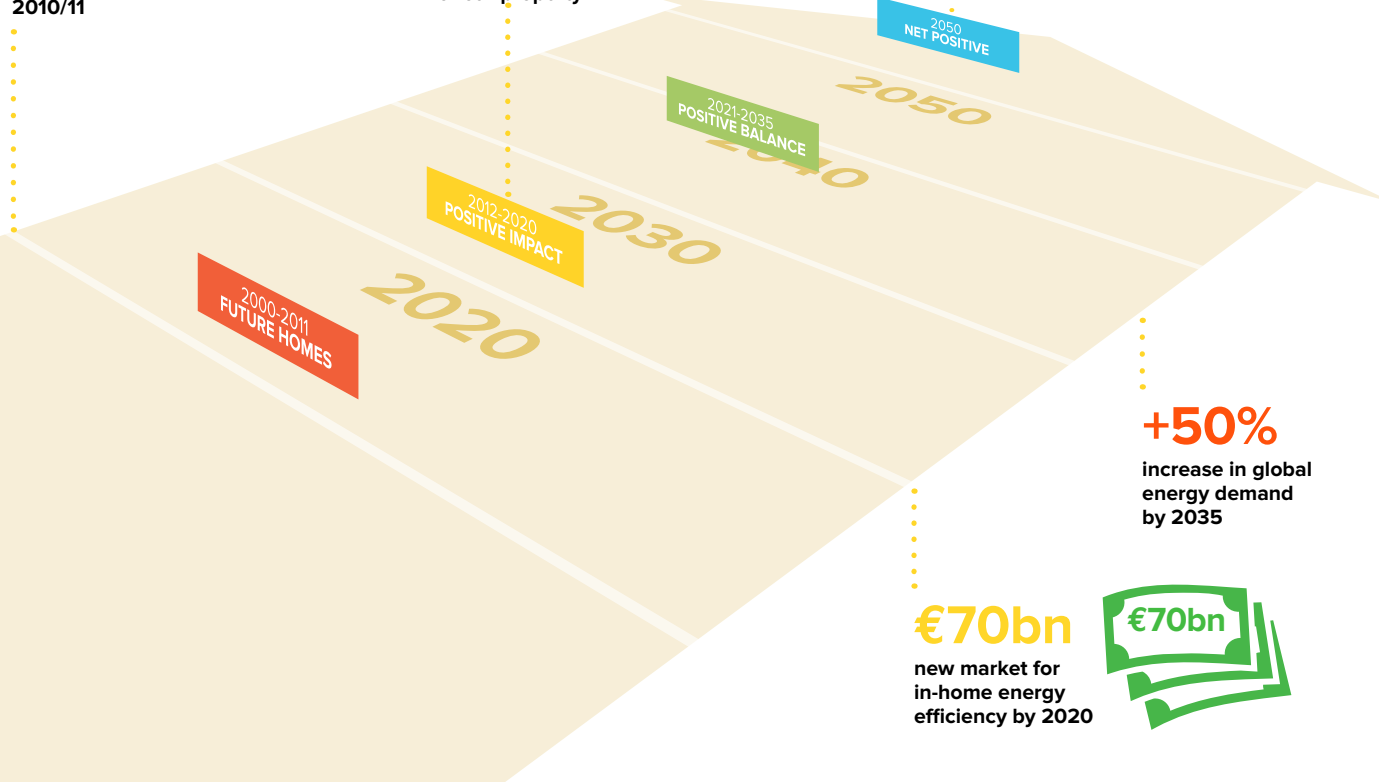 2010/11
2050
NET POSITIVE
2050
2021-2035
POSITIVE BALANCE
2040
2012-2020
POSITIVE IMPACT
2030
2000-2011
FUTURE HOMES
2020
+50%
increase in global
energy demand
by 2035
€70bn
new market for
in-home energy
efficiency by 2020
€70bn